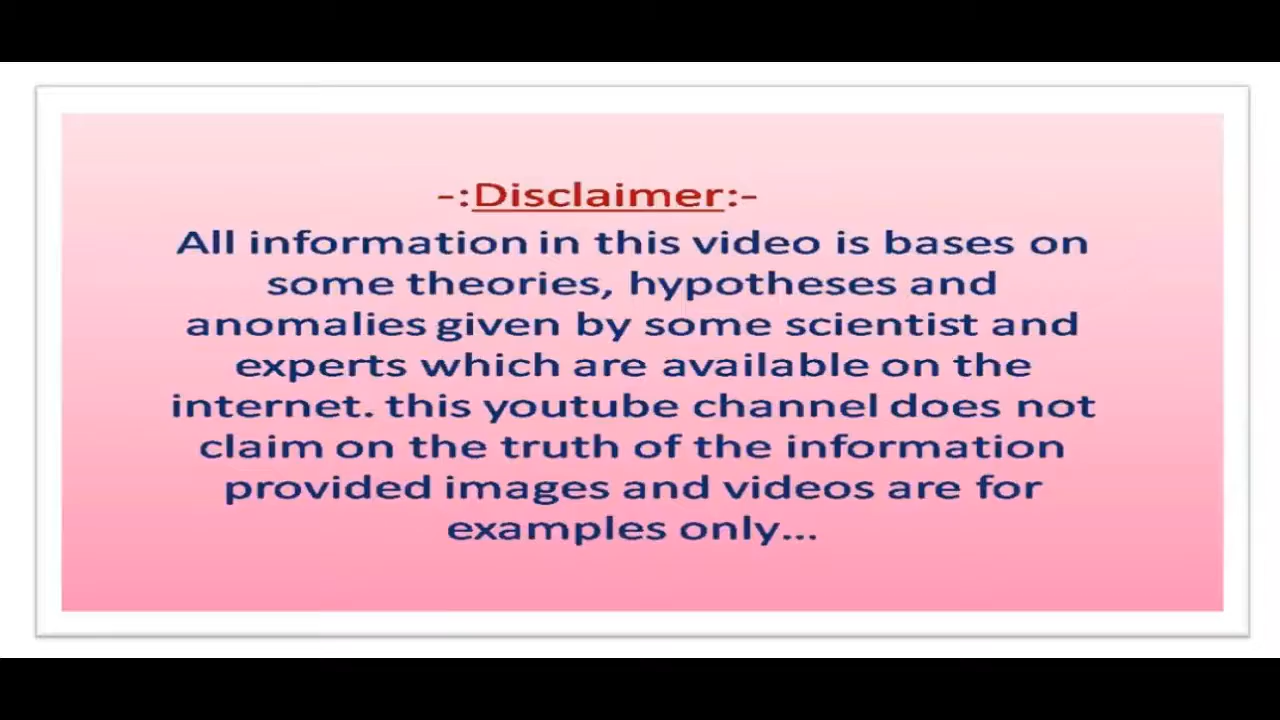 -:Disclaimer:-
All information in this video is bases on
some theories, hypotheses and
anomalies given by some scientist and
experts which are available on the
internet. this youtube channel does not
claim on the truth of the information
provided images and videos are for
examples only...